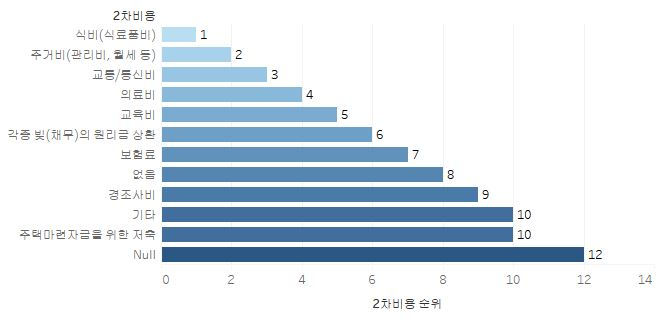 2차비용
식비(식료품비) 1
주거비(관리비, 월세 등) 2
교통/통신비 3
의료비 4
교육비 5
각종 빚(채무)의 원리금 상환 6
보험료 7
없음 8
경조사비 9
기타 10
주택마련자금을 위한 저축 10
Null 12
0 2 4 6 8 10 12 14
2차비용 순위